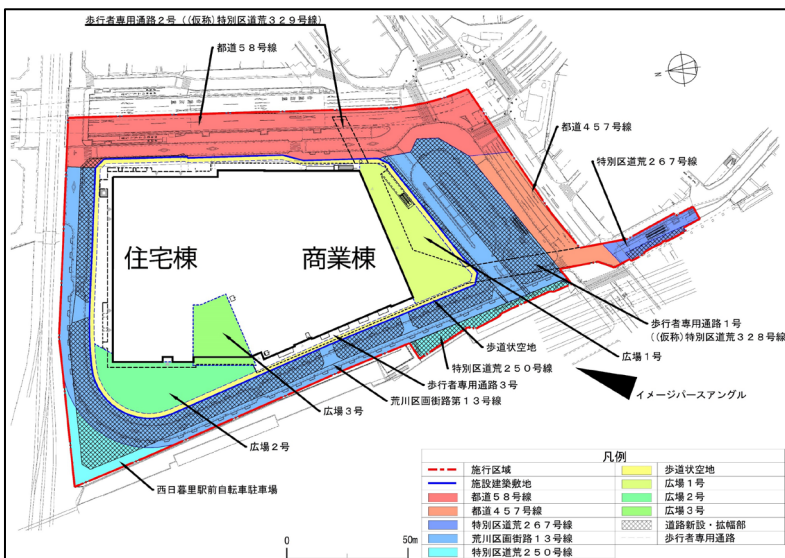 歩行者専用通路2号 ((仮称)特別区道荒329号線)
都道58号線
N
都道457号線
特別区道荒267号線
住宅棟
商業棟
歩行者専用通路1号
((仮称)特別区道荒328号線)
歩道状空地
広場1号
特別区道荒250号線
歩行者専用通路3号
イメージパースアングル
荒川区画街路第13号線
広場3号
広場2号
西日暮里駅前自転車駐車場
凡例
施行区域
歩道状空地
施設建築敷地
広場1号
都道58号線
広場2号
都道457号線
広場3号
特別区道荒267号線
道路新設・拡幅部
荒川区画街路13号線
歩行者専用通路
特別区道荒250号線
0
50m